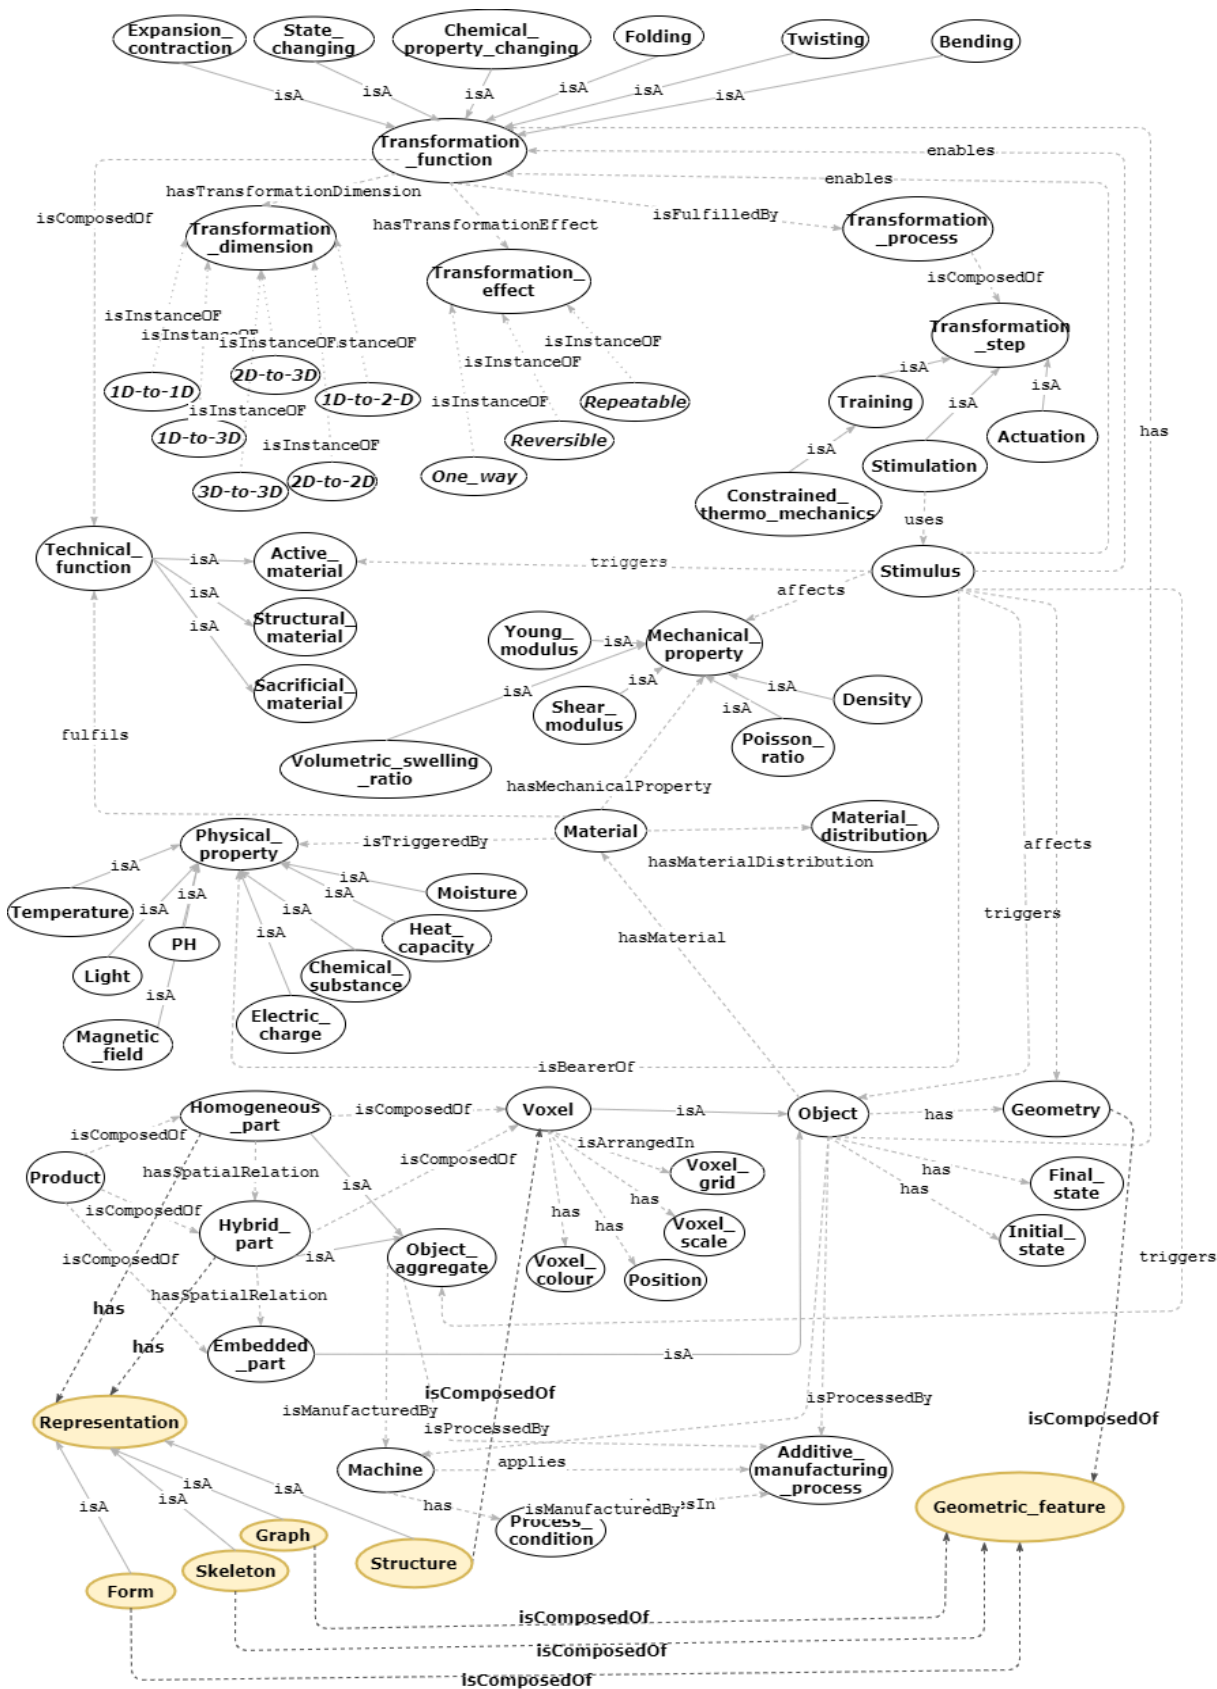 Expansion_
contraction
State_
changing
Chemical_
property_changing
Folding
Twisting
Bending
isA
isA
isA
isA
isA
isA
Transformation
_function
enables
enables
hasTransformationDimension
isComposedOf
hasTransformationEffect
isFulfilledBy
Transformation
_dimension
Transformation
_process
Transformation_
effect
isComposedOf
isInstanceOF
isInstanceOF
isInstanceOF
stanceOF
isInstanceOF
isInstanceOF
Transformation
_step
2D-to-3D
1D-to-1D
1D-to-2-D
isInstanceOF
isInstanceOF
Repeatable
isA
isA
isA
Training
1D-to-3D
isInstanceOF
Reversible
isA
Actuation
has
3D-to-3D
2D-to-2D
One_way
Stimulation
Constrained_
thermo_mechanics
uses
Technical_
function
isA
Active_
material
triggers
Stimulus
isA
affects
isA
Structural_
material
Young_
modulus
isA
Mechanical_
property
Sacrificial_
material
isA
isA
isA
Density
Shear_
modulus
isA
Poisson_
ratio
fulfils
Volumetric_swelling
_ratio
hasMechanicalProperty
Physical_
property
isTriggeredBy
Material
Material_
distribution
hasMaterialDistribution
affects
isA
isA
isA
isA
isA
isA
isA
Moisture
Temperature
triggers
PH
Heat_
capacity
hasMaterial
Light
Chemical_
substance
isA
Electric_
charge
Magnetic
_field
isBearerOf
Homogeneous
_part
isComposedOf
Voxel
isA
Object
has
Geometry
isComposedOf
isArrangedIn
Product
hasSpatialRelation
isComposedOf
Voxel_
grid
has
Final_
state
isA
has
isComposedOf
has
has
has
Hybrid_
part
isA
Object_
aggregate
Voxel_
scale
Initial_
state
isComposedOf
Voxel_
colour
Position
triggers
has
hasSpatialRelation
has
Embedded
_part
isA
isComposedOf
isProcessedBy
Representation
isManufacturedBy
isProcessedBy
isComposedOf
Machine
applies
Additive_
manufacturing
_process
isA
isA
isA
isA
has
isManufacturedBy
sIn
Geometric_feature
Process_
condition
Graph
Structure
Skeleton
Form
isComposedOf
isComposedOf
isComposedOf